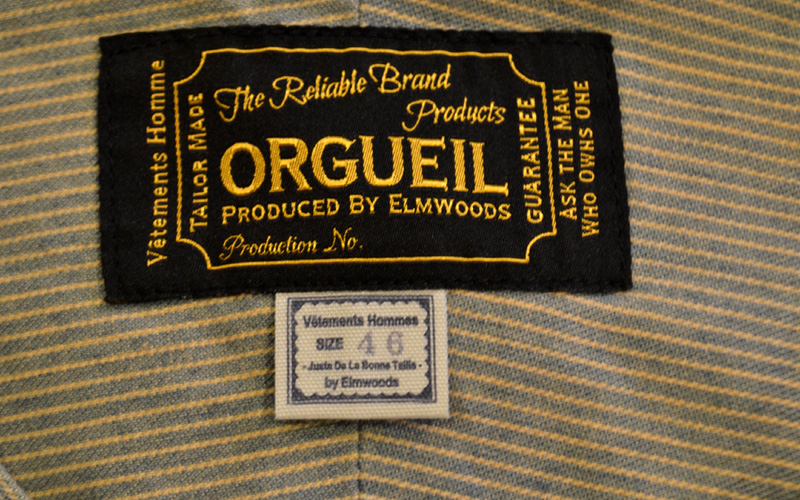 Vêtements Homme
TAILOR MADE
The Reliable Brand
Products
ORGUEIL
PRODUCED BY ELMWOODS
Production No.
GUARANTEE
ASK THE MAN
WHO OWNS ONE
Vêtements Hommes
SIZE 46
- Juste De La Bonne Taille -
by Elmwoods